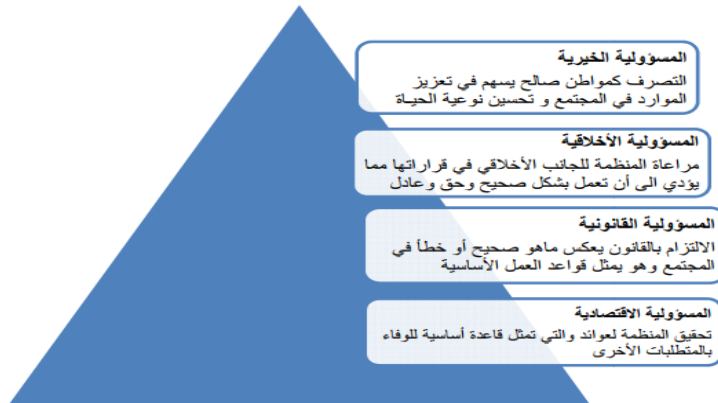 المسؤولية الخيرية
التصرف كمواطن صالح يسهم في تعزيز
الموارد في المجتمع و تحسين نوعية الحياة
المسؤولية الأخلاقية
مراعاة المنظمة للجانب الأخلاقي في قراراتها مما
يؤدي الى أن تعمل بشكل صحيح وحق وعادل
المسؤولية القانونية
الالتزام بالقانون يعكس ماهو صحيح أو خطأ في
المجتمع وهو يمثل قواعد العمل الأساسية
المسؤولية الاقتصادية
تحقيق المنظمة لعوائد والتي تمثل قاعدة أساسية للوفاء
بالمتطلبات الأخرى